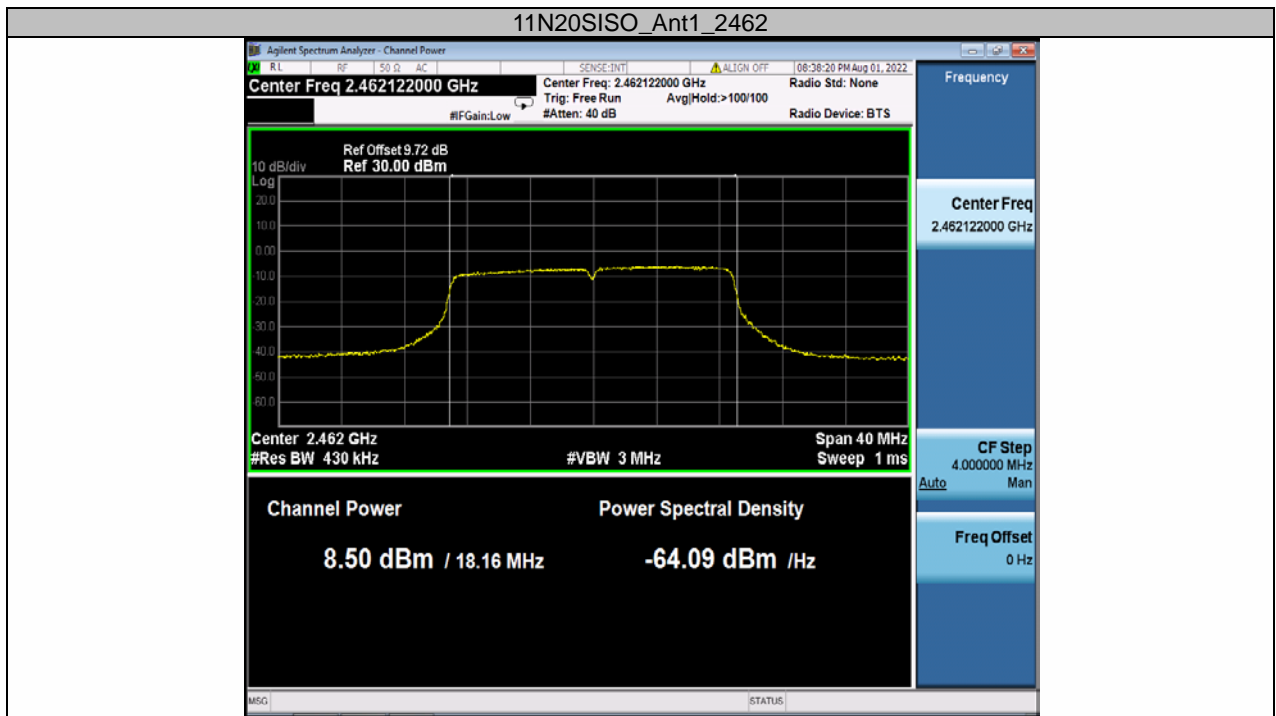 11N20SISO_Ant1_2462
Agilent Spectrum Analyzer - Channel Power
RL RF 50 Ω AC SENSE:INT ALIGN OFF 08:38:20 PM Aug 01, 2022
Center Freq 2.462122000 GHz
Center Freq: 2.462122000 GHz
Radio Std: None
Trig: Free Run Avg|Hold:>100/100
#IFGain:Low #Atten: 40 dB
Radio Device: BTS
Frequency
Ref Offset 9.72 dB
10 dB/div Ref 30.00 dBm
Log
20.0
10.0
0.00
-10.0
-20.0
-30.0
-40.0
-50.0
-60.0
Center 2.462 GHz Span 40 MHz
#Res BW 430 kHz #VBW 3 MHz Sweep 1 ms
Channel Power Power Spectral Density
8.50 dBm / 18.16 MHz -64.09 dBm /Hz
Center Freq
2.462122000 GHz
CF Step
4.000000 MHz
Auto Man
Freq Offset
0 Hz
MSG STATUS